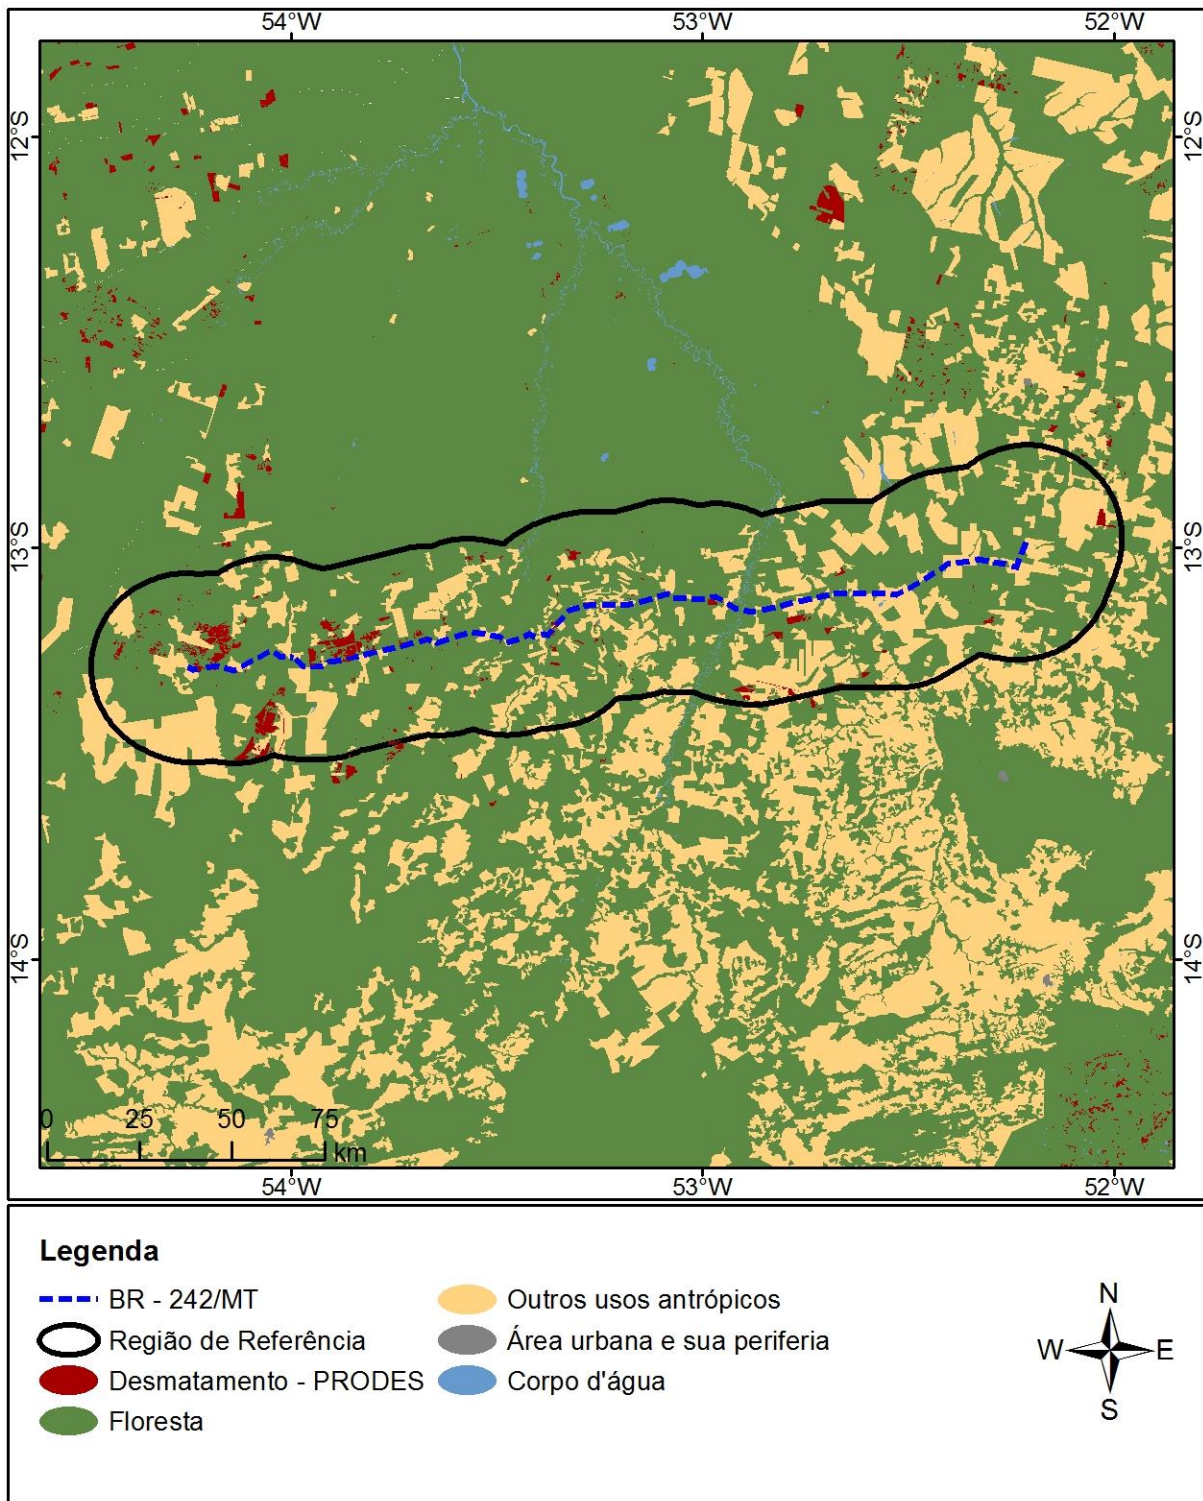 54°W 53°W 52°W
12°S 12°S
13°S 13°S
14°S 14°S
0 25 50 75
km
54°W 53°W 52°W
Legenda
BR - 242/MT
Região de Referência
Desmatamento - PRODES
Floresta
Outros usos antrópicos
Área urbana e sua periferia
Corpo d'água
N
W E
S